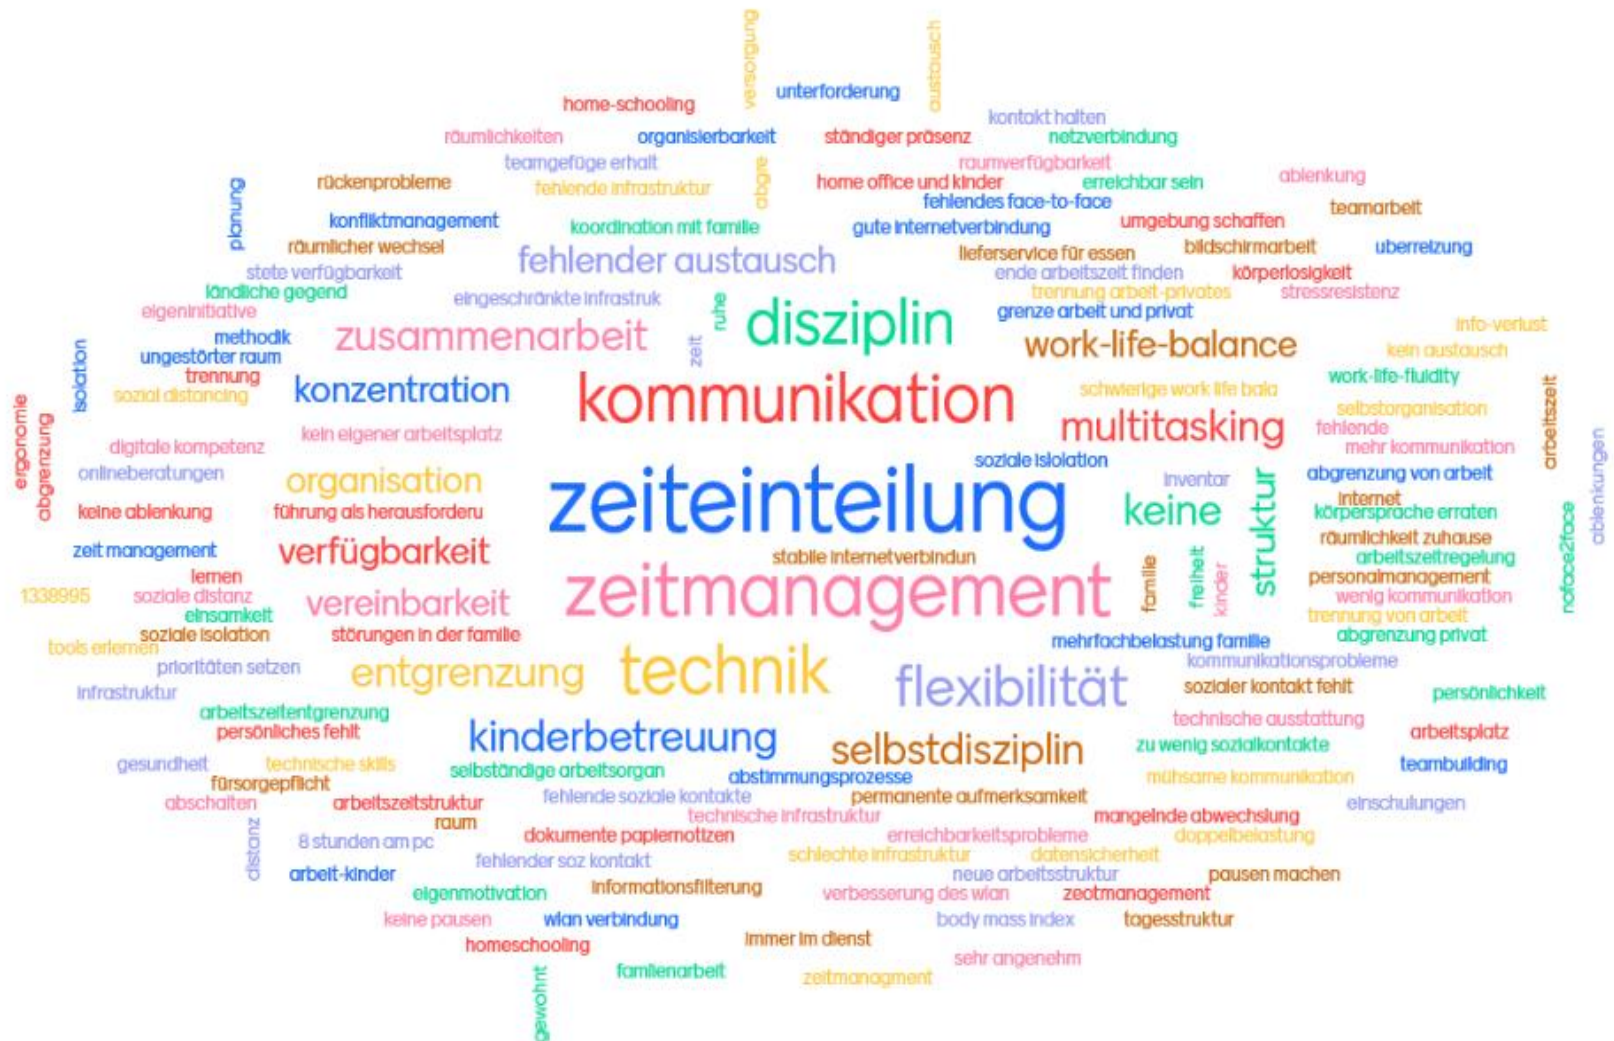 versorgung
austausch
unterforderung
home-schooling
kontakt halten
räumlichkeiten
organisierbarkeit
ständiger präsenz
netzverbindung
teamgefüge erhalt
abgre
raumverfügbarkeit
ablenkung
planung
rückenprobleme
fehlende infrastruktur
home office und kinder
erreichbar sein
fehlendes face-to-face
teamarbeit
konfliktmanagement
koordination mit familie
gute internetverbindung
umgebung schaffen
räumlicher wechsel
fehlender austausch
lieferservice für essen
bildschirmarbeit
uberreizung
stete verfügbarkeit
ende arbeitszeit finden
körperlosigkeit
ländliche gegend
eingeschränkte infrastruk
ruhe
trennung arbeit-privates
stressresistenz
eigeninitiative
disziplin
grenze arbeit und privat
info-verlust
methodik
zusammenarbeit
zeit
work-life-balance
kein austausch
isolation
ungestörter raum
trennung
work-life-fluidity
sozial distancing
konzentration
kommunikation
schwierige work life bala
arbeitszeit
ergonomie
abgrenzung
selbstorganisation
multitasking
fehlende
digitale kompetenz
kein eigener arbeitsplatz
mehr kommunikation
ablenkungen
onlineberatungen
organisation
soziale islolation
inventar
abgrenzung von arbeit
zeiteinteilung
keine
struktur
internet
keine ablenkung
führung als herausforderu
körpersprache erraten
räumlichkeit zuhause
noface2face
zeit management
verfügbarkeit
stabile internetverbindun
arbeitszeitregelung
lernen
zeitmanagement
familie
freiheit
kinder
personalmanagement
1338995
soziale distanz
vereinbarkeit
wenig kommunikation
einsamkeit
trennung von arbeit
soziale isolation
störungen in der familie
mehrfachbelastung familie
abgrenzung privat
tools erlernen
prioritäten setzen
entgrenzung
technik
flexibilität
kommunikationsprobleme
infrastruktur
sozialer kontakt fehlt
persönlichkeit
arbeitszeitentgrenzung
technische ausstattung
persönliches fehlt
kinderbetreuung
selbstdisziplin
arbeitsplatz
zu wenig sozialkontakte
gesundheit
technische skills
selbständige arbeitsorgan
abstimmungsprozesse
mühsame kommunikation
teambuilding
fürsorgepflicht
abschalten
arbeitszeitstruktur
fehlende soziale kontakte
permanente aufmerksamkeit
einschulungen
raum
technische infrastruktur
mangelnde abwechslung
distanz
8 stunden am pc
dokumente papiernotizen
erreichbarkeitsprobleme
doppelbelastung
fehlender soz kontakt
schlechte infrastruktur
datensicherheit
arbeit-kinder
neue arbeitsstruktur
pausen machen
eigenmotivation
informationsfilterung
verbesserung des wlan
zeotmanagement
keine pausen
wlan verbindung
body mass index
tagesstruktur
homeschooling
immer im dienst
sehr angenehm
gewohnt
familienarbeit
zeitmanagment